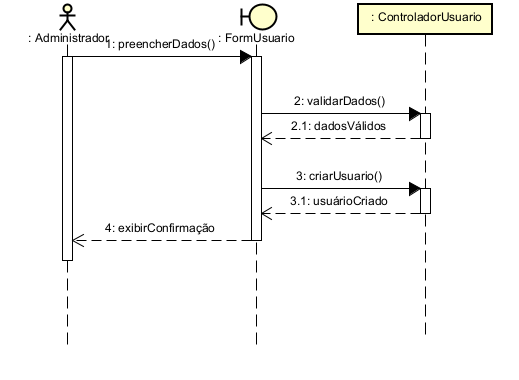 : Administrador
: FormUsuario
: ControladorUsuario
1: preencherDados()
2: validarDados()
2.1: dadosVálidos
3: criarUsuario()
3.1: usuárioCriado
4: exibirConfirmação